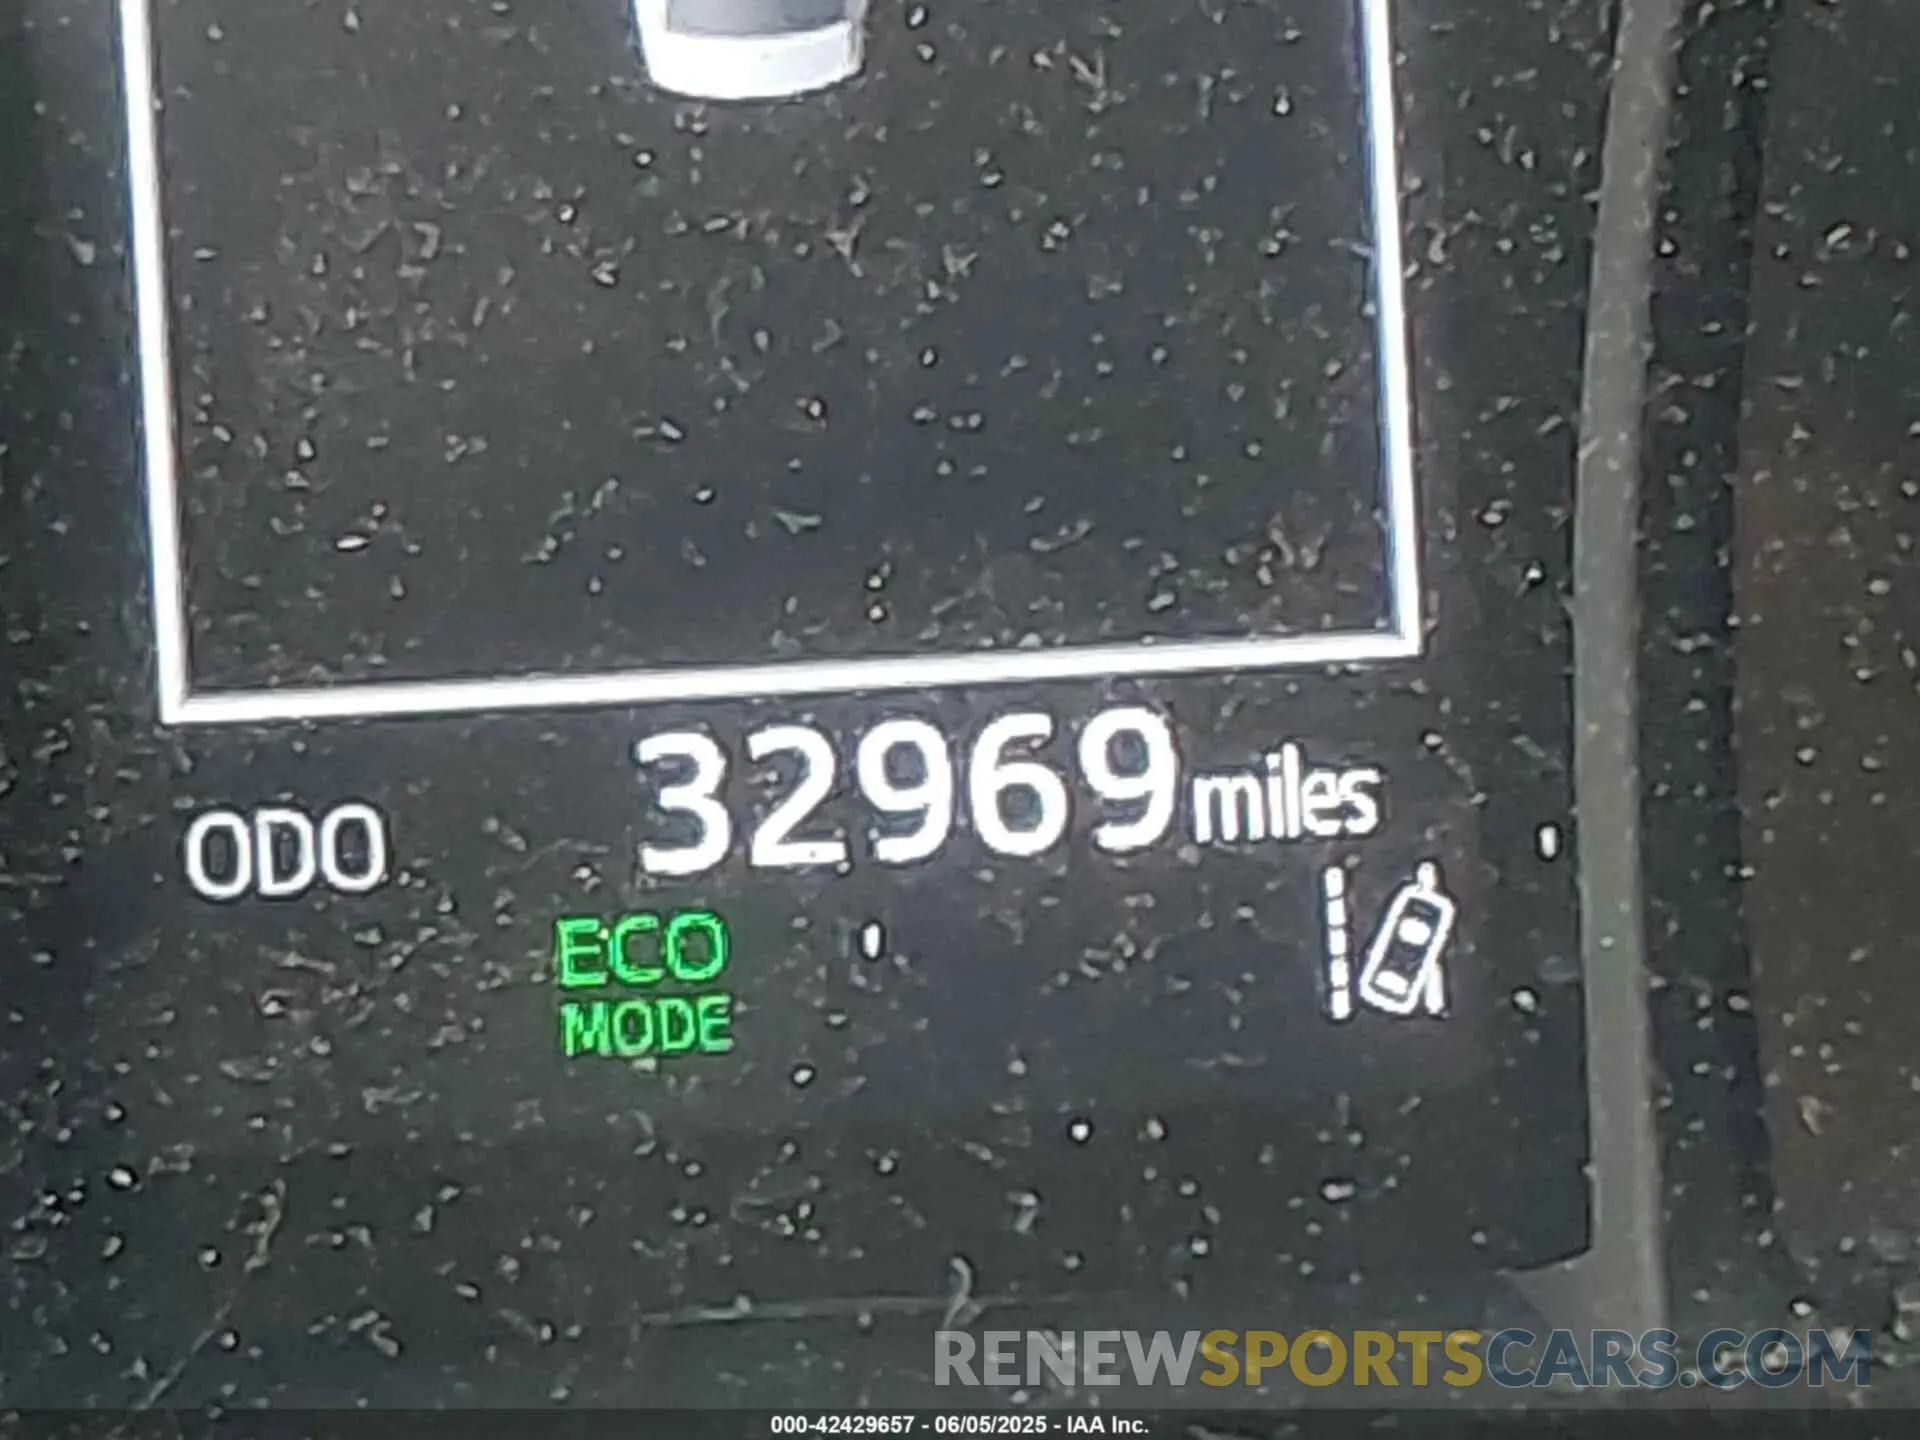 ODO 32969 miles
ECO
MODE
RENEWSPORTSCARS.COM
000-42429657 - 06/05/2025 - IAA Inc.